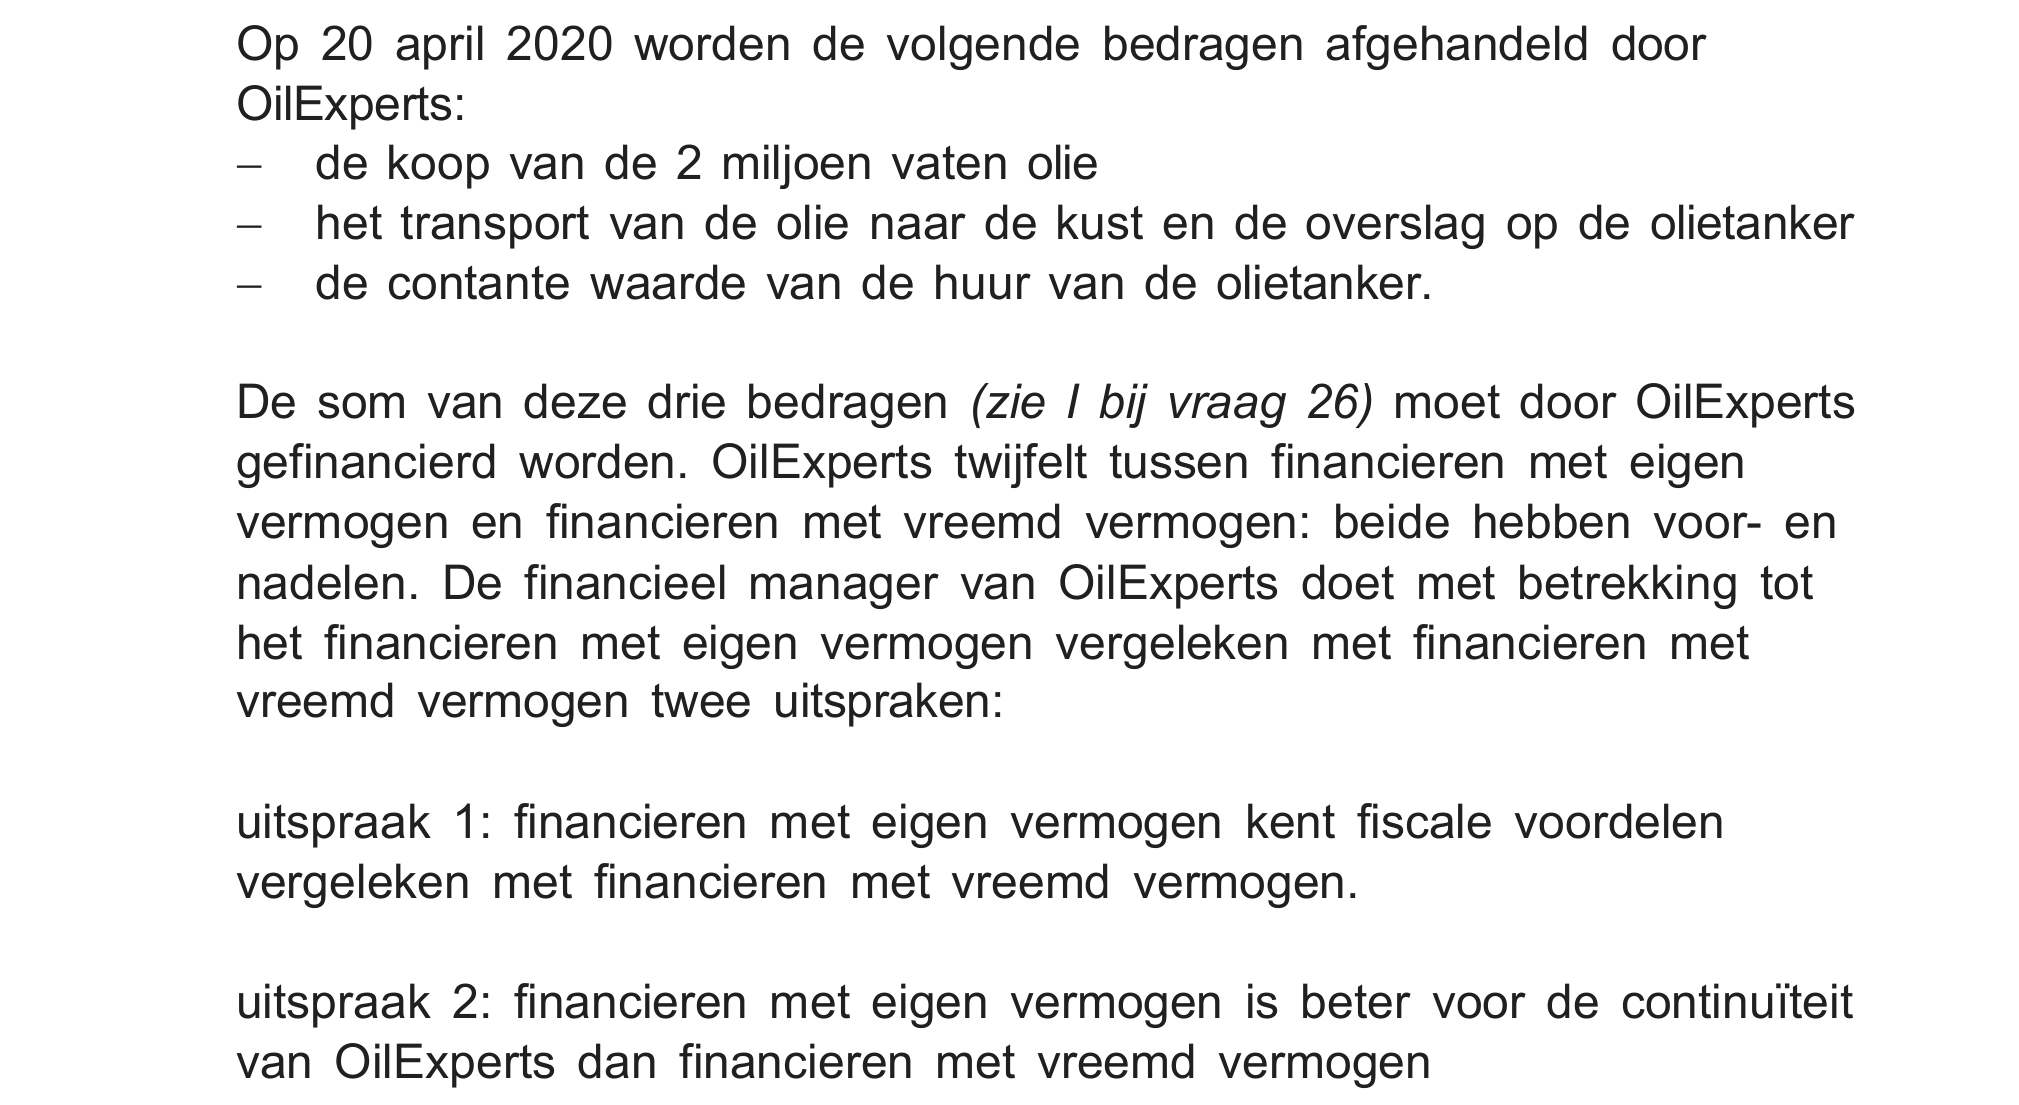 Op 20 april 2020 worden de volgende bedragen afgehandeld door
OilExperts:
– de koop van de 2 miljoen vaten olie
– het transport van de olie naar de kust en de overslag op de olietanker
– de contante waarde van de huur van de olietanker.
De som van deze drie bedragen (zie I bij vraag 26) moet door OilExperts
gefinancierd worden. OilExperts twijfelt tussen financieren met eigen
vermogen en financieren met vreemd vermogen: beide hebben voor- en
nadelen. De financieel manager van OilExperts doet met betrekking tot
het financieren met eigen vermogen vergeleken met financieren met
vreemd vermogen twee uitspraken:
uitspraak 1: financieren met eigen vermogen kent fiscale voordelen
vergeleken met financieren met vreemd vermogen.
uitspraak 2: financieren met eigen vermogen is beter voor de continuïteit
van OilExperts dan financieren met vreemd vermogen